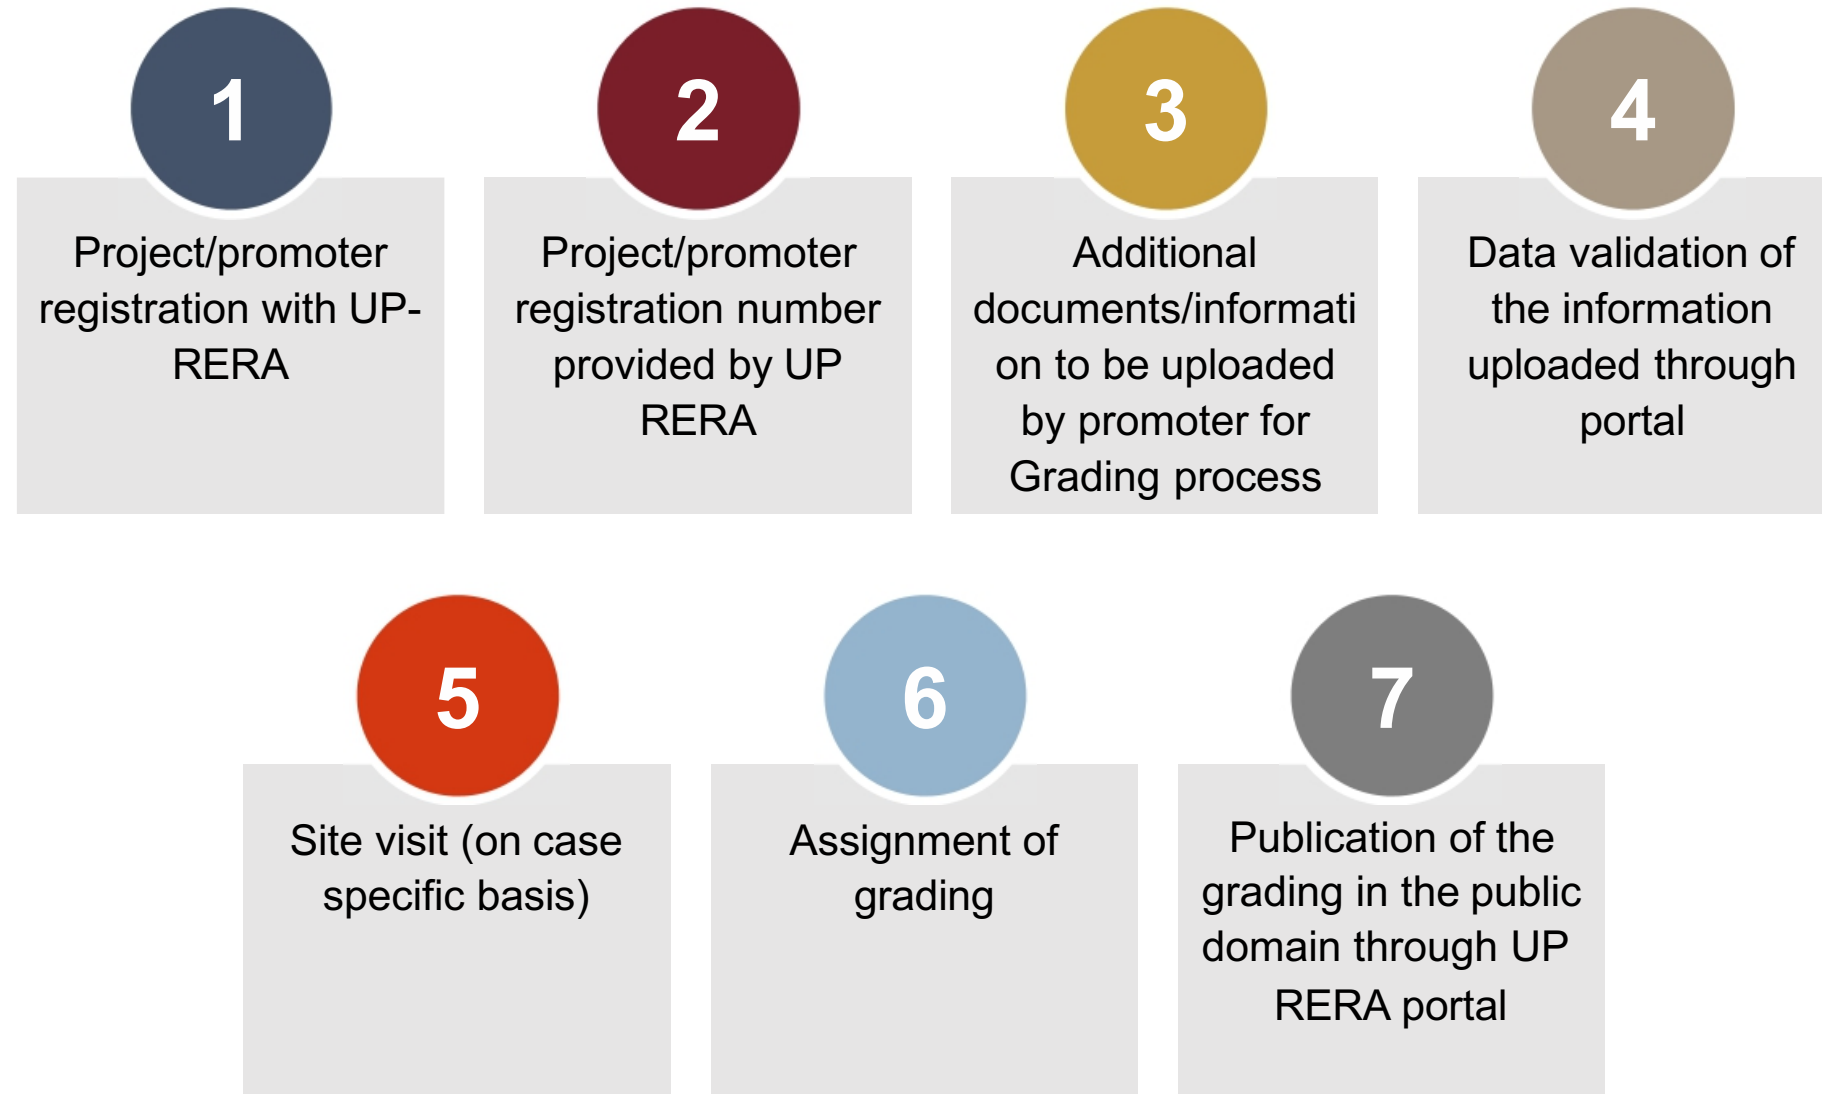 1
Project/promoter
registration with UP-
RERA
2
Project/promoter
registration number
provided by UP
RERA
3
Additional
documents/informati
on to be uploaded
by promoter for
Grading process
4
Data validation of
the information
uploaded through
portal
5
Site visit (on case
specific basis)
6
Assignment of
grading
7
Publication of the
grading in the public
domain through UP
RERA portal